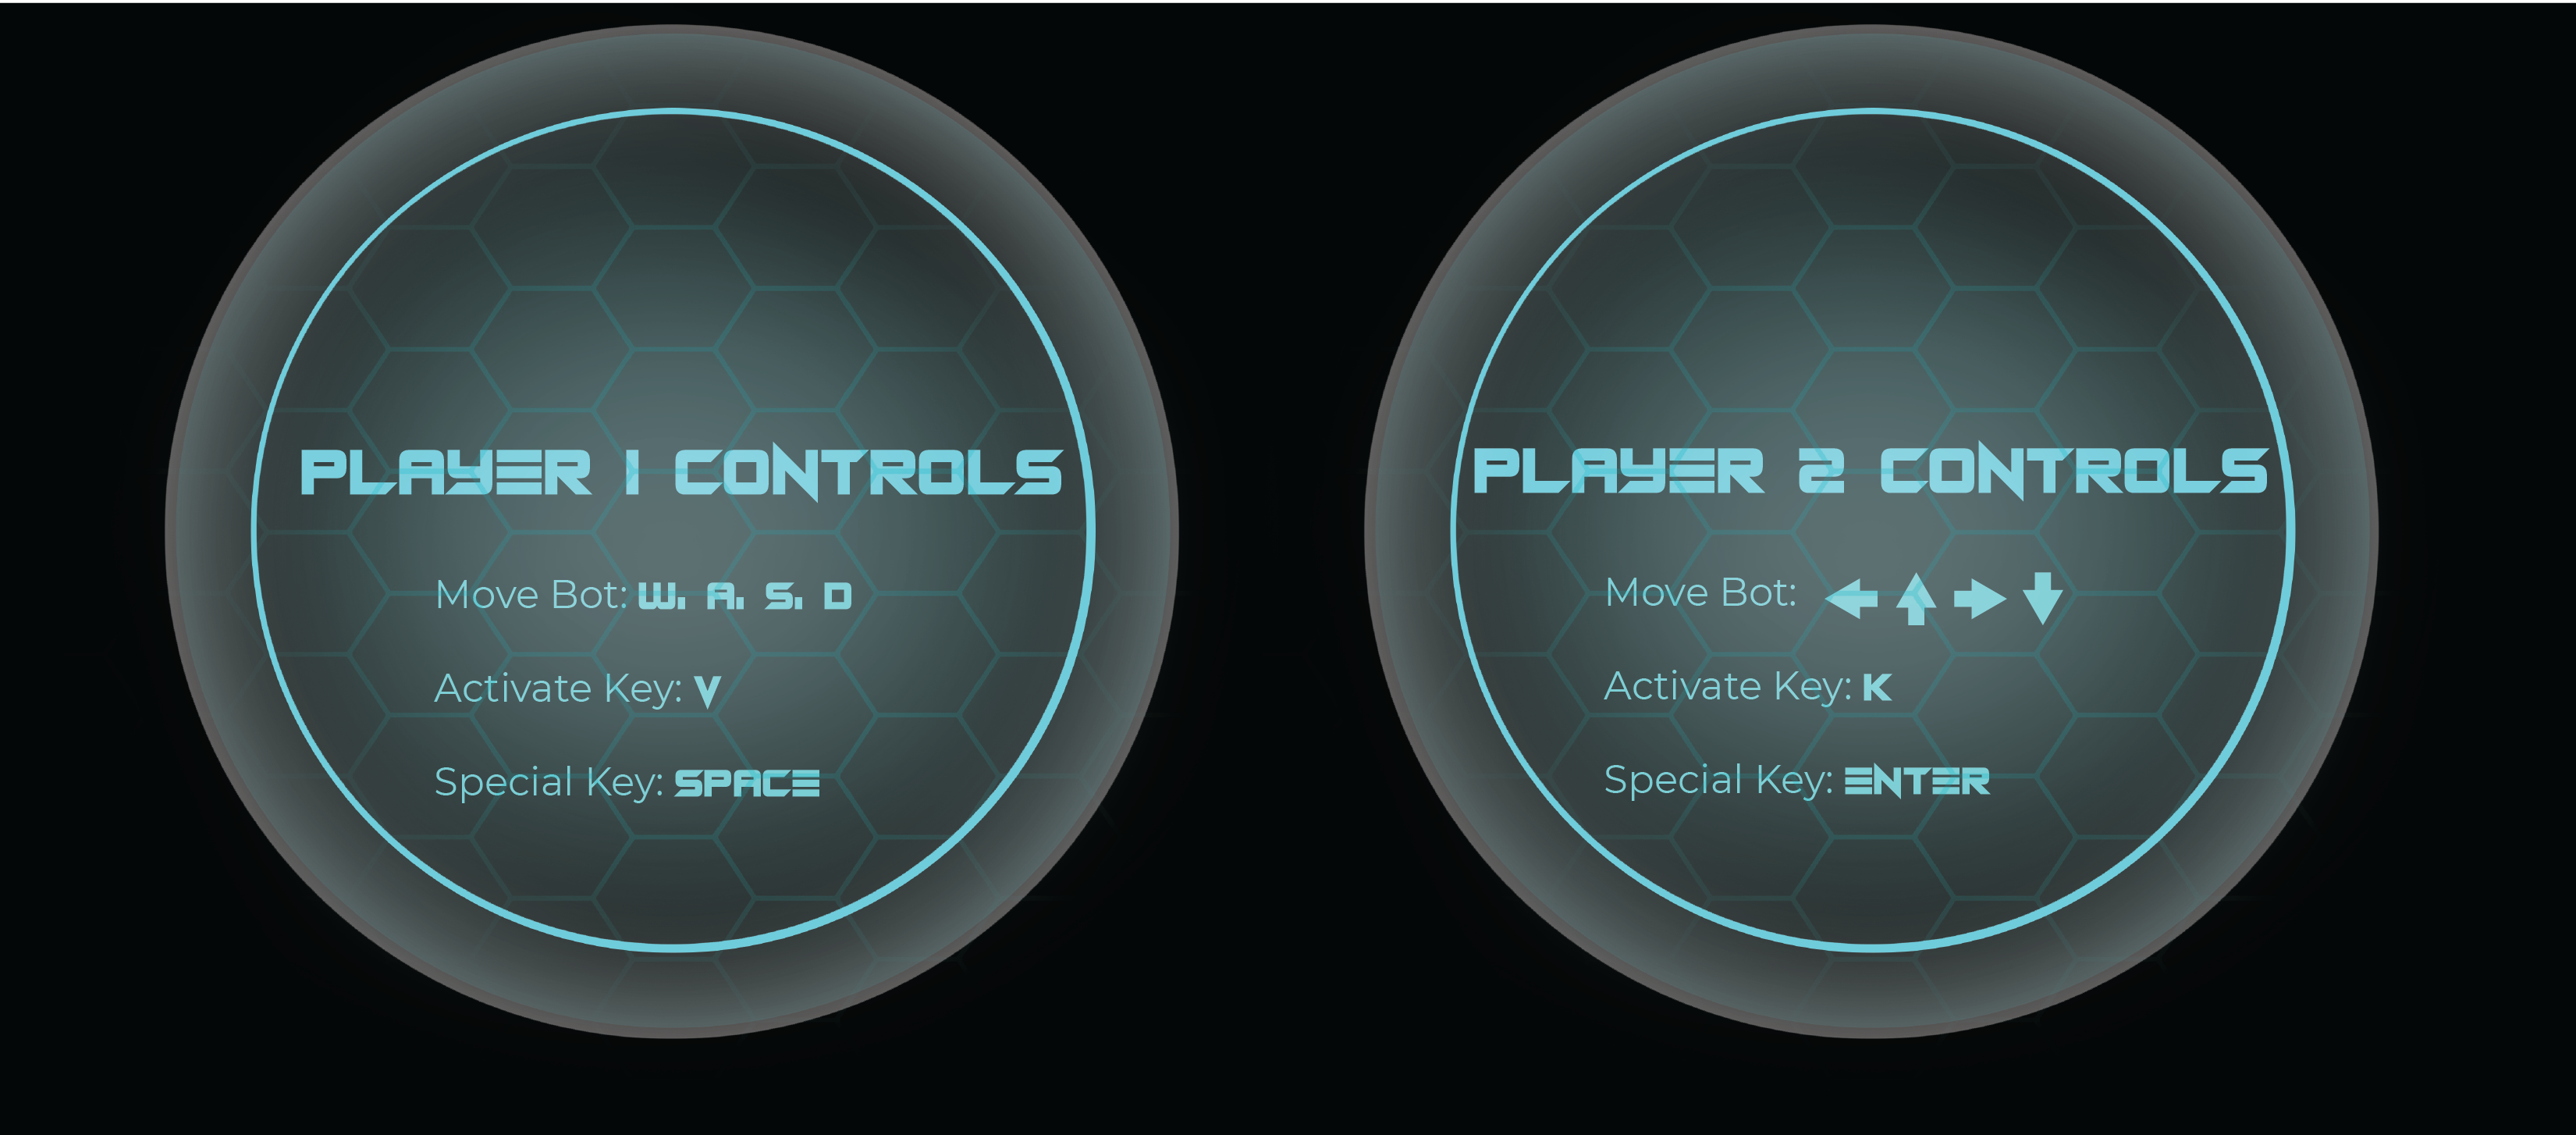 PLAYER 1 CONTROLS
Move Bot: W. A. S. D
Activate Key: V
Special Key: SPACE
PLAYER 2 CONTROLS
Move Bot:
Activate Key: K
Special Key: ENTER